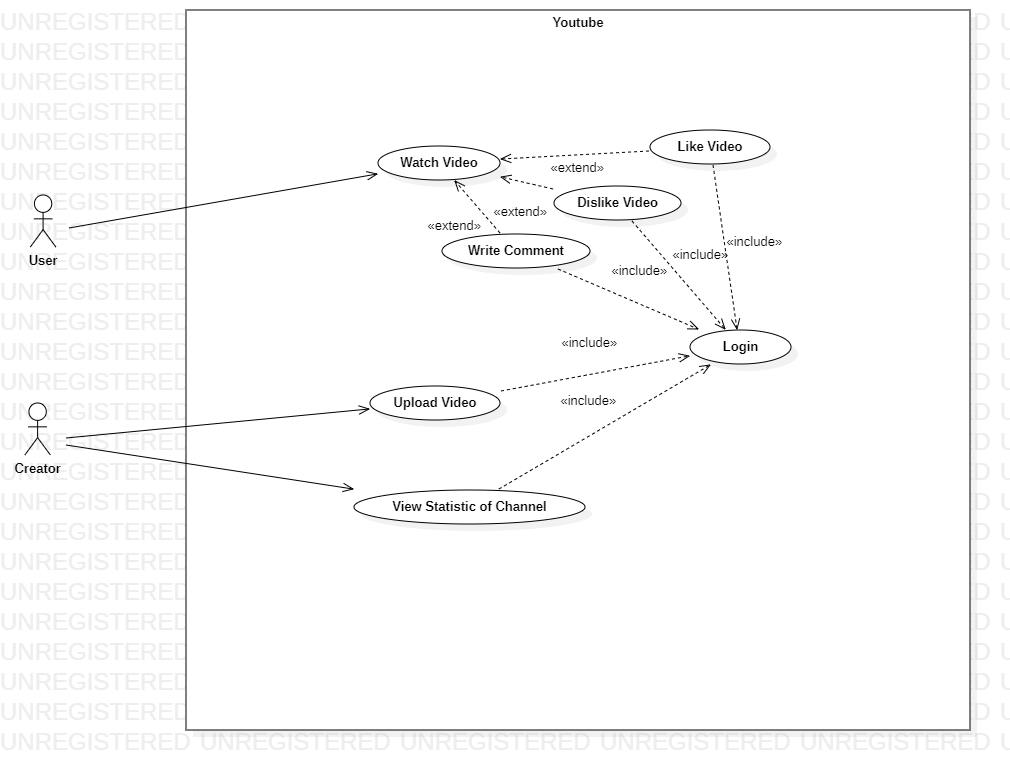 Youtube
Like Video
Watch Video
«extend»
Dislike Video
«extend»
«extend»
«include»
Write Comment
«include»
User
«include»
«include»
Login
Upload Video
«include»
Creator
View Statistic of Channel
UNREGISTERED UNREGISTERED UNREGISTERED UNREGISTERED UNREGISTERED